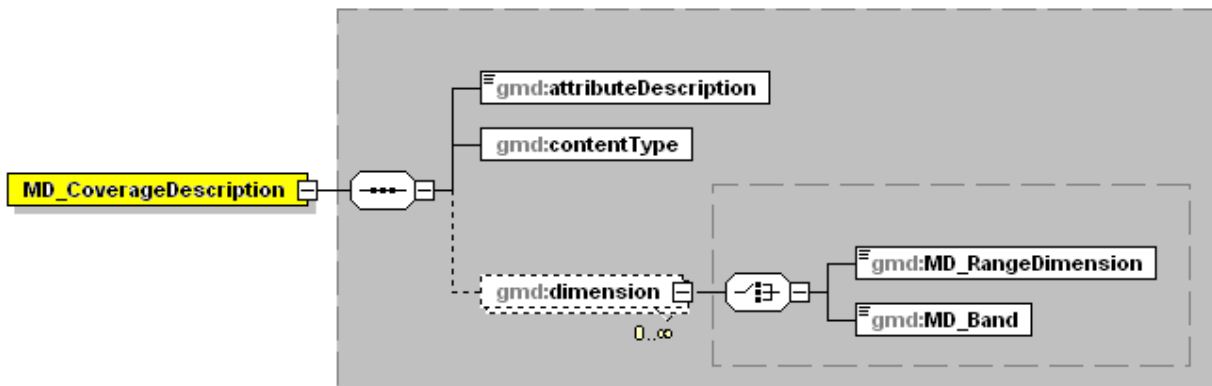 gmd:attributeDescription
gmd:contentType
MD_CoverageDescription
gmd:MD_RangeDimension
gmd:dimension
gmd:MD_Band
0..∞